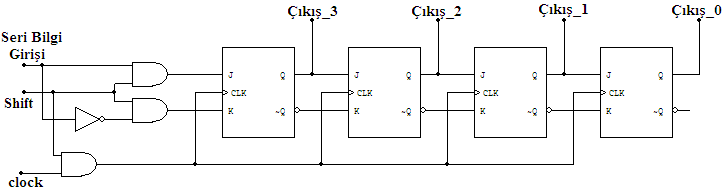 Çıkış_3
Çıkış_2
Çıkış_1
Çıkış_0
Seri Bilgi
Girişi
Shift
clock
J Q
CLK
K ~Q
J Q
CLK
K ~Q
J Q
CLK
K ~Q
J Q
CLK
K ~Q